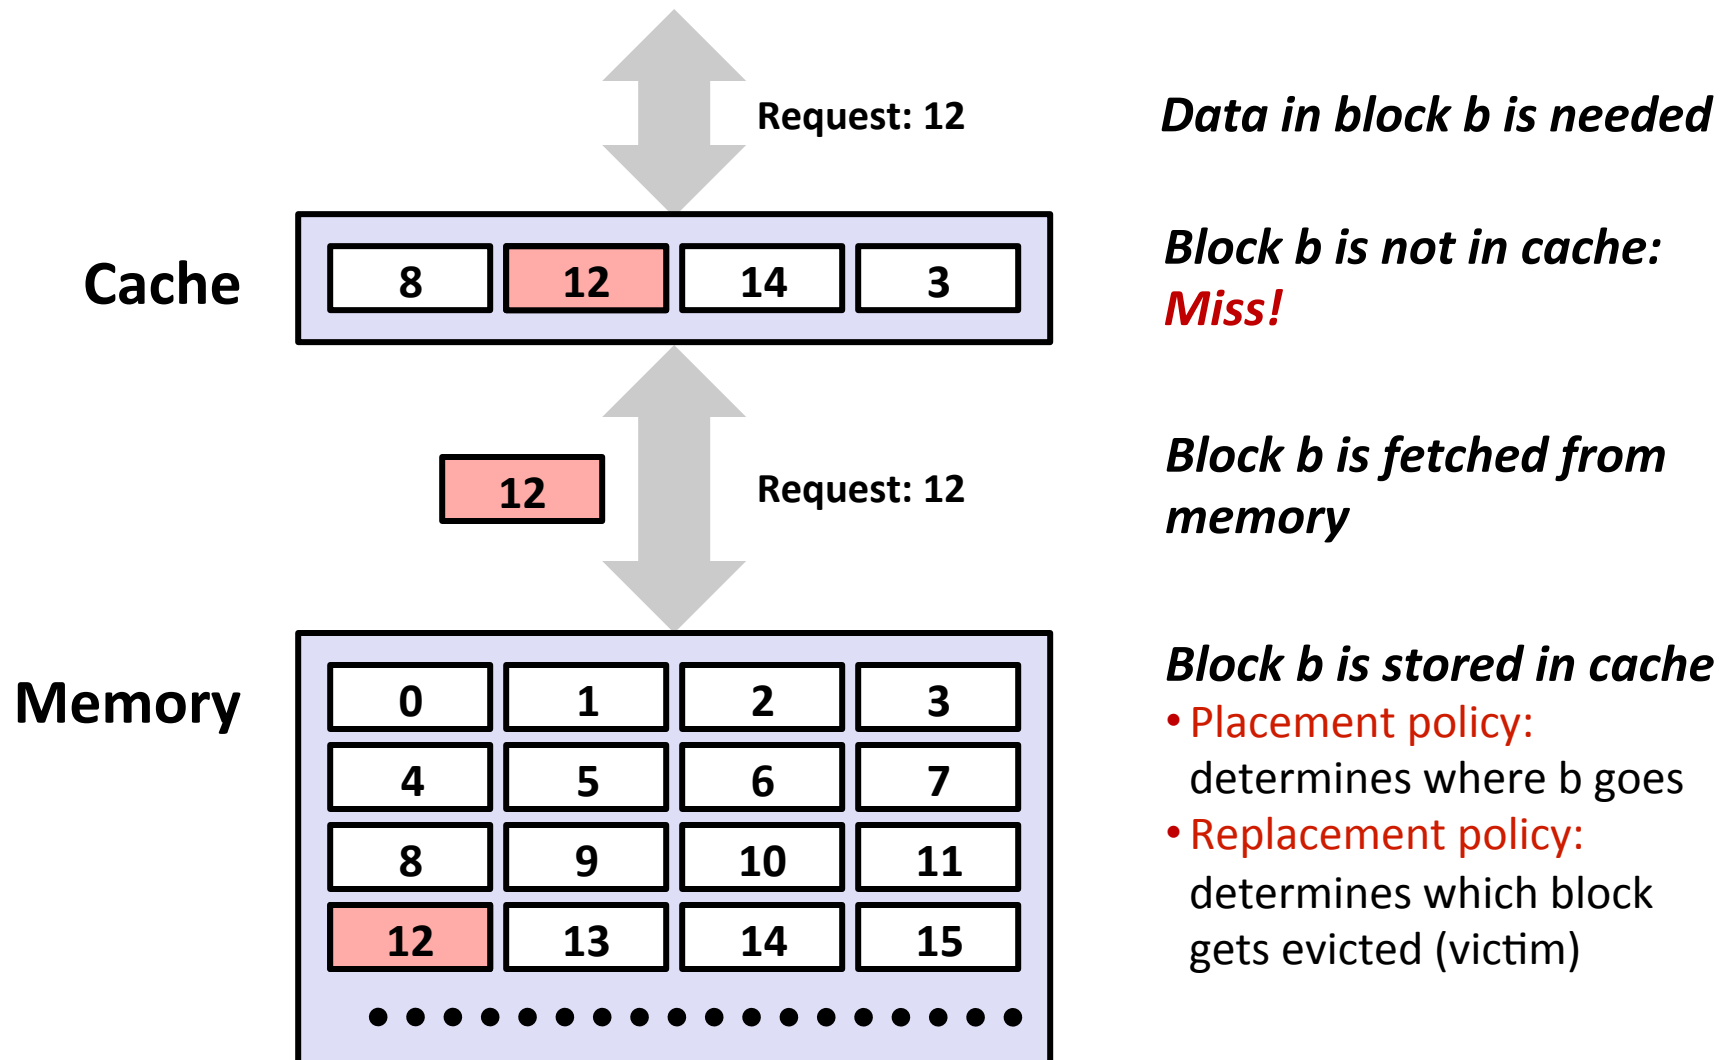 Request: 12
Data in block b is needed
Cache
8 12 14 3
Block b is not in cache:
Miss!
12
Request: 12
Block b is fetched from
memory
Memory
0 1 2 3
4 5 6 7
8 9 10 11
12 13 14 15
Block b is stored in cache
• Placement policy:
determines where b goes
• Replacement policy:
determines which block
gets evicted (victim)